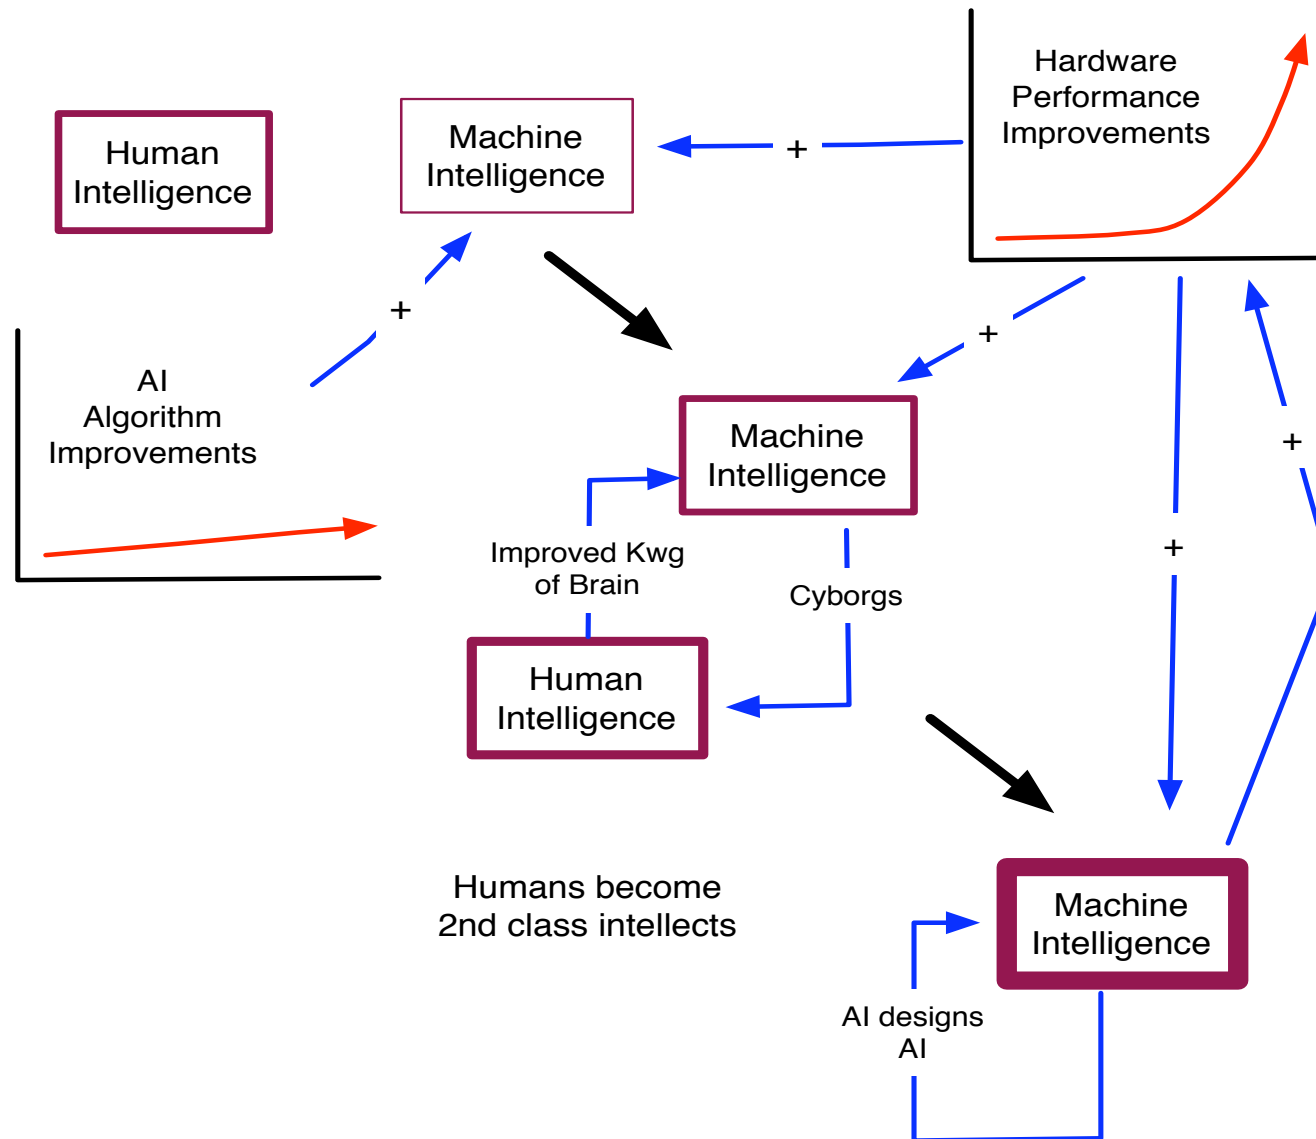 Hardware
Performance
Improvements
Human
Intelligence
Machine
Intelligence
+
+
AI
Algorithm
Improvements
+
Machine
Intelligence
+
+
Improved Kwg
of Brain
Cyborgs
Human
Intelligence
Humans become
2nd class intellects
Machine
Intelligence
AI designs
AI